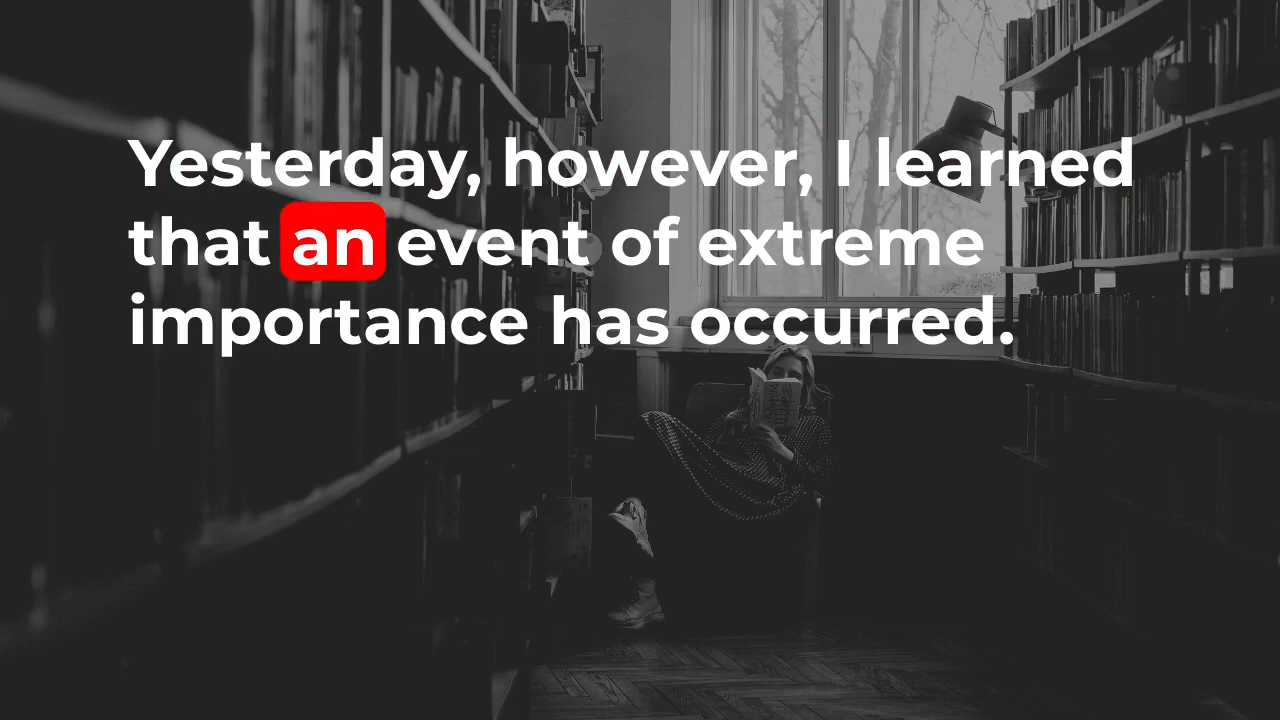 Yesterday, however, I learned
that an event of extreme
importance has occurred.